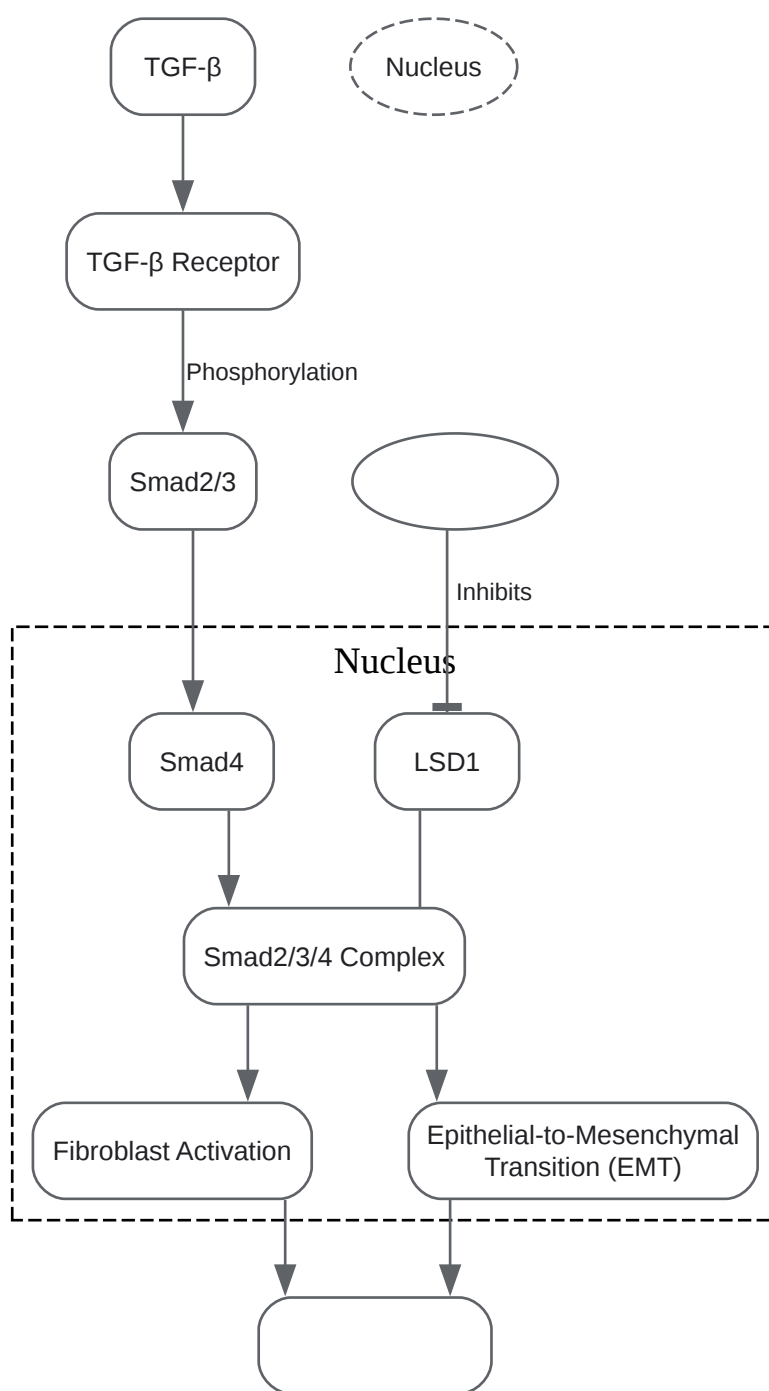 TGF-β
Nucleus
TGF-β Receptor
Phosphorylation
Smad2/3
Inhibits
Nucleus
Smad4
LSD1
Smad2/3/4 Complex
Fibroblast Activation
Epithelial-to-Mesenchymal
Transition (EMT)